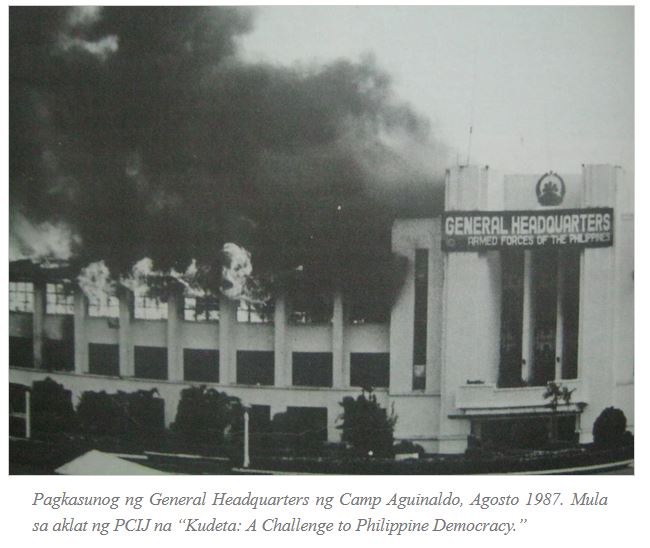 GENERAL HEADQUARTERS
ARMED FORCES OF THE PHILIPPINES
Pagkasunog ng General Headquarters ng Camp Aguinaldo, Agosto 1987. Mula
sa aklat ng PCIJ na “Kudeta: A Challenge to Philippine Democracy.”